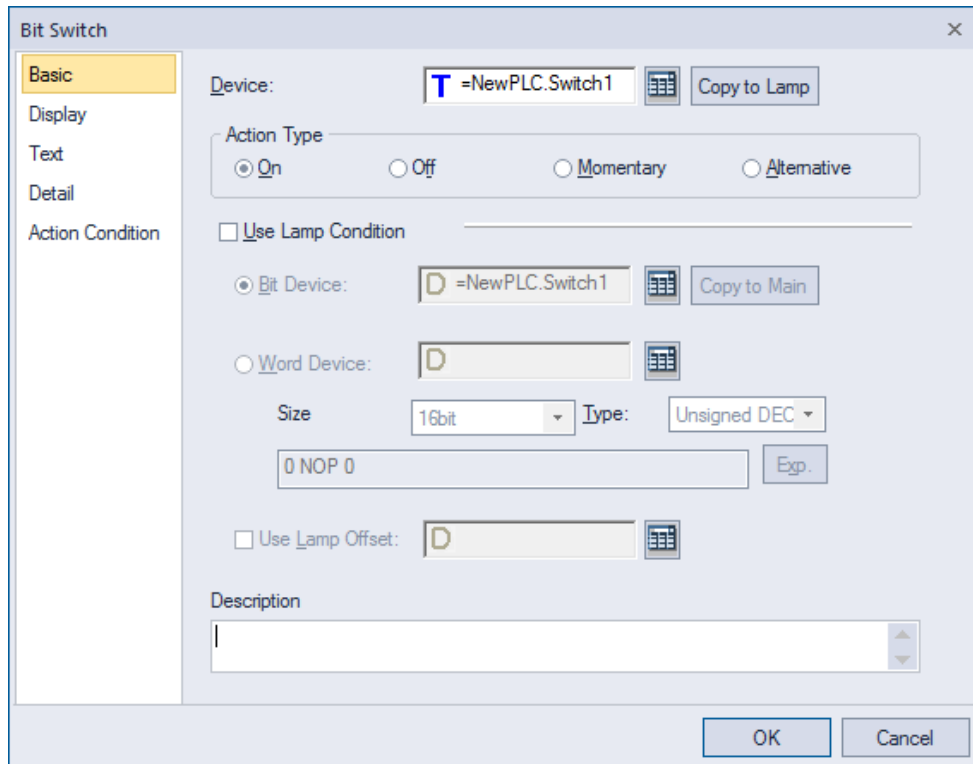 Bit Switch
Basic
Display
Text
Detail
Action Condition
Device: T =NewPLC.Switch1 Copy to Lamp
Action Type
On Off Momentary Alternative
Use Lamp Condition
Bit Device: D =NewPLC.Switch1 Copy to Main
Word Device: D
Size 16bit Type: Unsigned DEC
0 NOP 0 Exp.
Use Lamp Offset: D
Description
OK Cancel